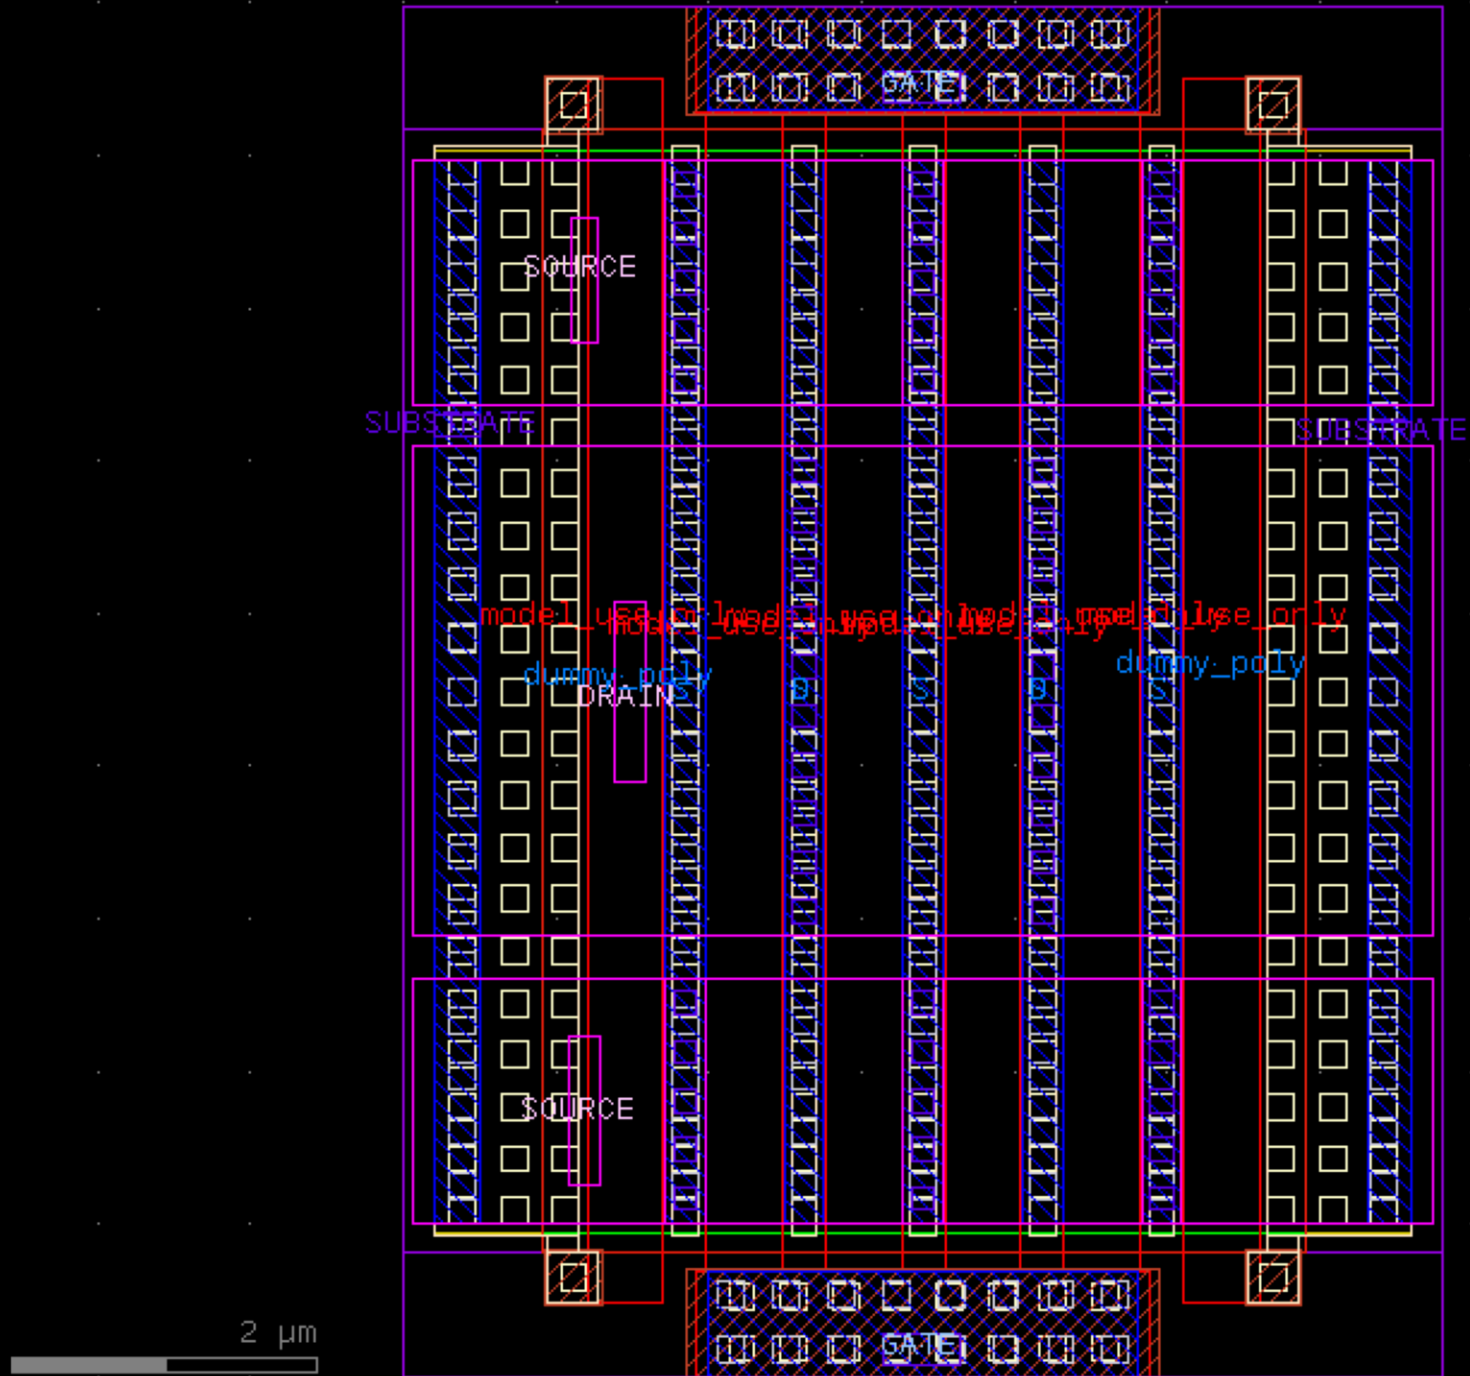 GATE
SOURCE
SUBSTRATE
SUBSTRATE
model_use_only
dummy_poly
dummy_poly
DRAIN
S
D
S
D
S
SOURCE
2 µm
GATE